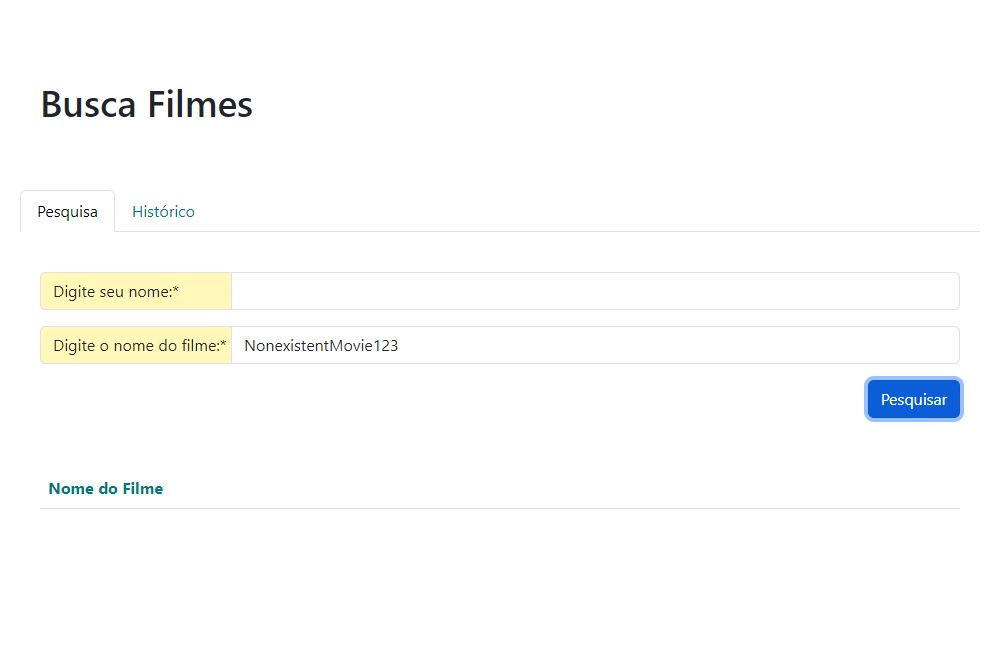 Busca Filmes
Pesquisa
Histórico
Digite seu nome:*
Digite o nome do filme:* NonexistentMovie123
Pesquisar
Nome do Filme